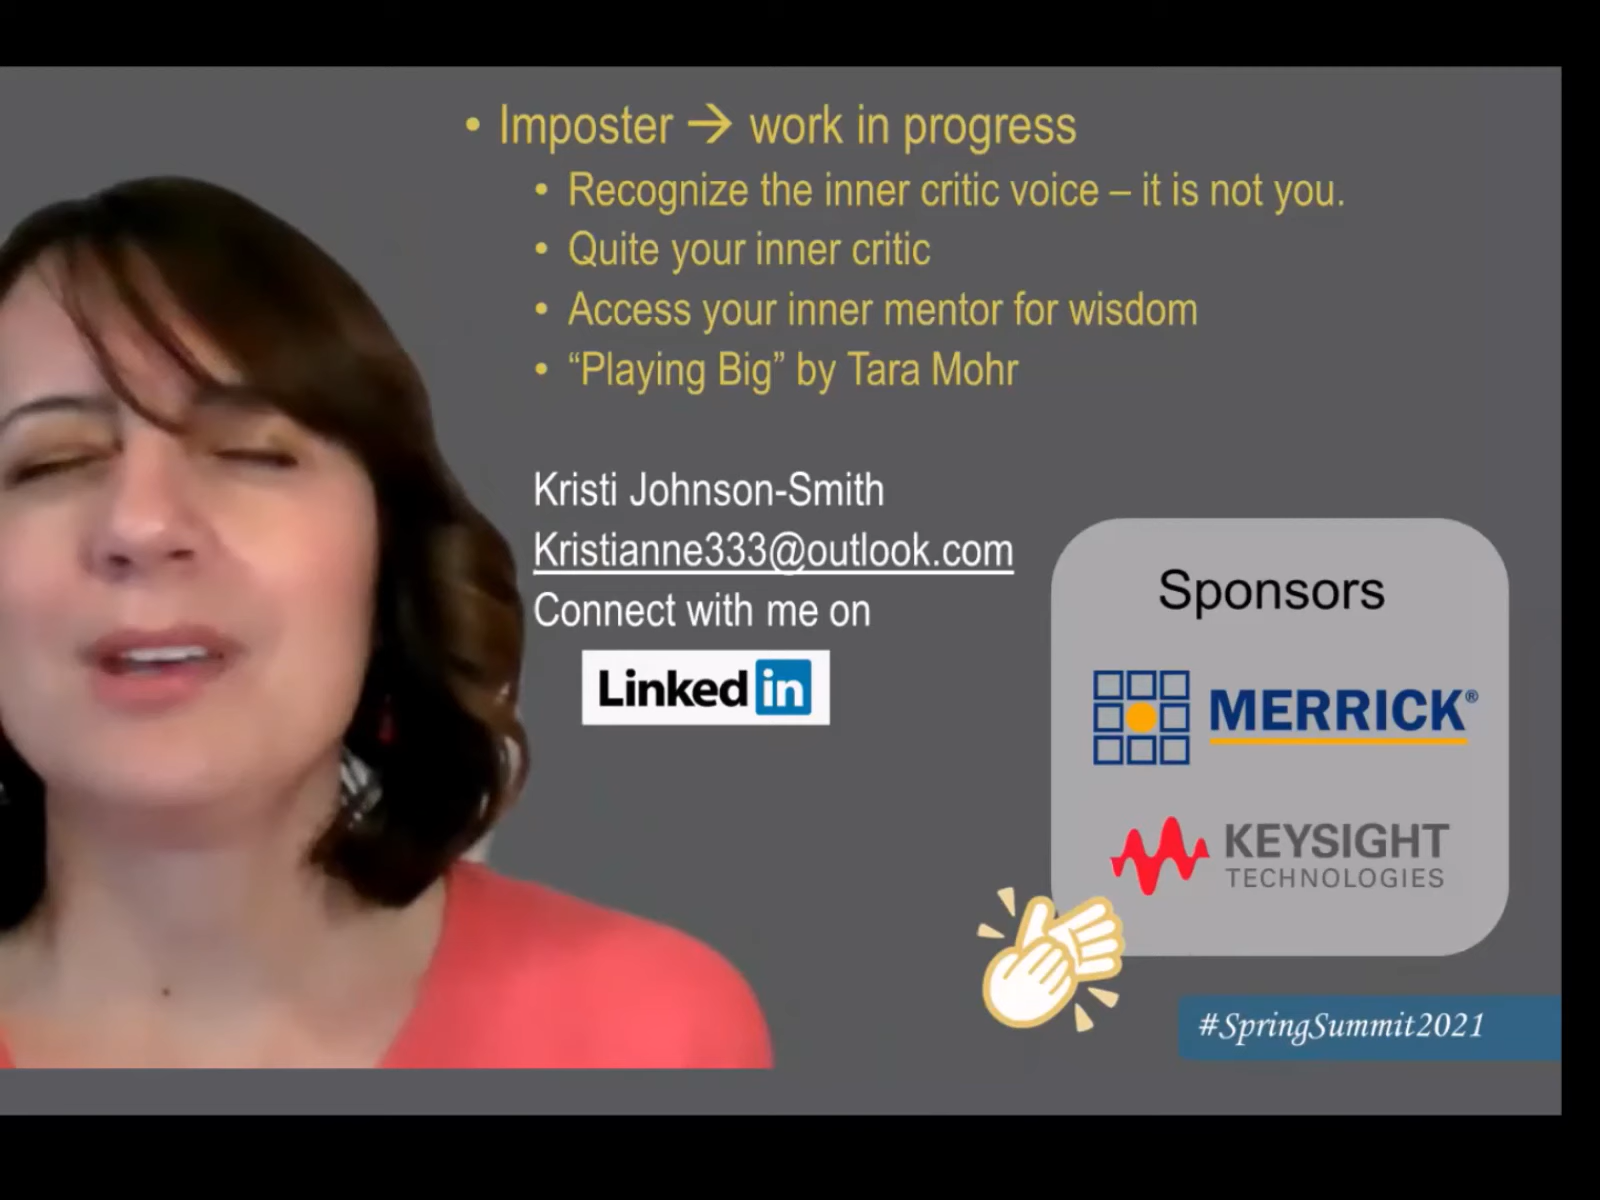 • Imposter → work in progress
• Recognize the inner critic voice – it is not you.
• Quite your inner critic
• Access your inner mentor for wisdom
• “Playing Big” by Tara Mohr
Kristi Johnson-Smith
Kristianne333@outlook.com
Connect with me on
Linked in
Sponsors
MERRICK®
KEYSIGHT
TECHNOLOGIES
#SpringSummit2021